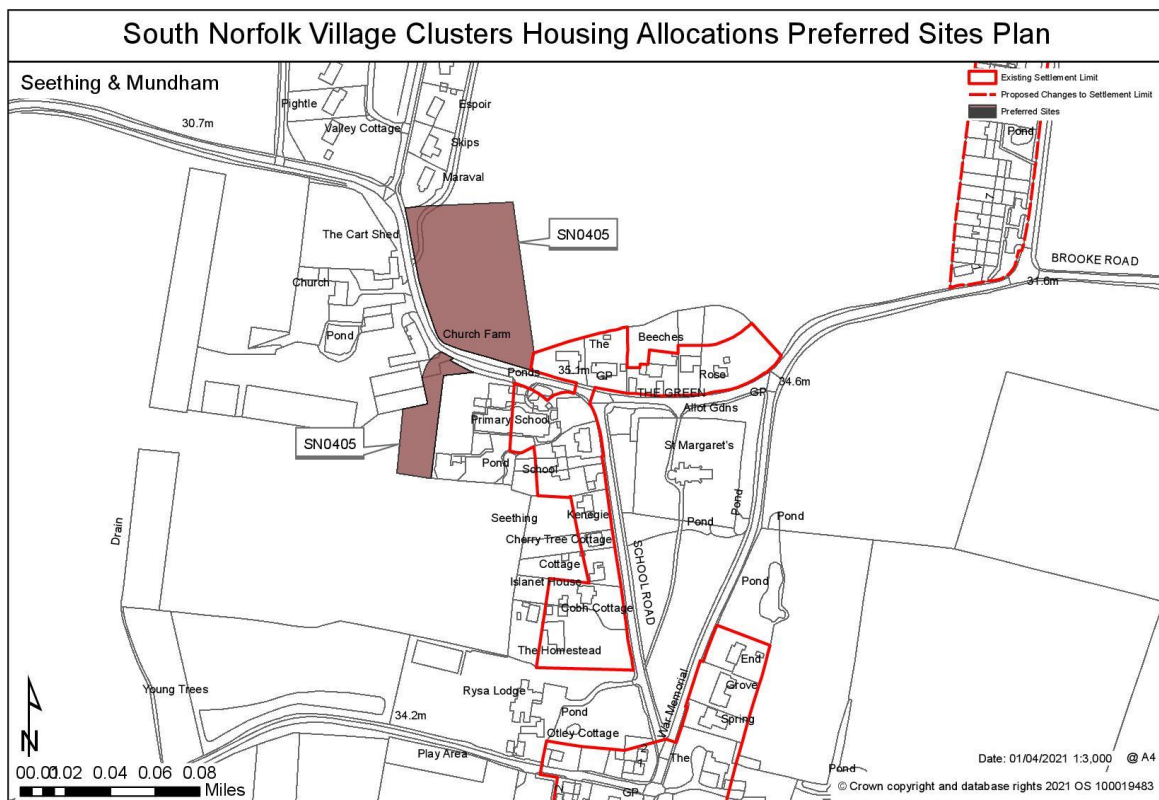 South Norfolk Village Clusters Housing Allocations Preferred Sites Plan
Seething & Mundham
Existing Settlement Limit
Proposed Changes to Settlement Limit
Preferred Sites
Pightle
Espoir
30.7m
Valley Cottage
Skips
Pond
Maraval
7
The Cart Shed
SN0405
BROOKE ROAD
Church
31.6m
Pond
Church Farm
The
Beeches
Ponds
35.1m
GP
Rose
34.6m
THE GREEN
GP
Allot Gdns
Primary School
SN0405
St Margaret's
Pond
School
Pond
Seething
Kenegie
Pond
Pond
Drain
Cherry Tree Cottage
SCHOOL ROAD
Cottage
Pond
Islanet House
Cobh Cottage
The Homestead
End
Young Trees
Rysa Lodge
Grove
War Memorial
34.2m
Pond
Spring
Otley Cottage
2
1
Play Area
The
Pond
N
GP
Date: 01/04/2021 1:3,000 @ A4
00.01 0.02 0.04 0.06 0.08
Miles
© Crown copyright and database rights 2021 OS 100019483